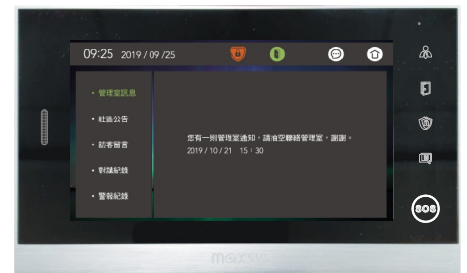 09:25 2019 / 09 /25
・管理室訊息
・社區公告
・訪客留言
・對講紀錄
・警報紀錄
您有一則管理室通知，請抽空聯絡管理室，謝謝。
2019 / 10 / 21 15：30
SOS